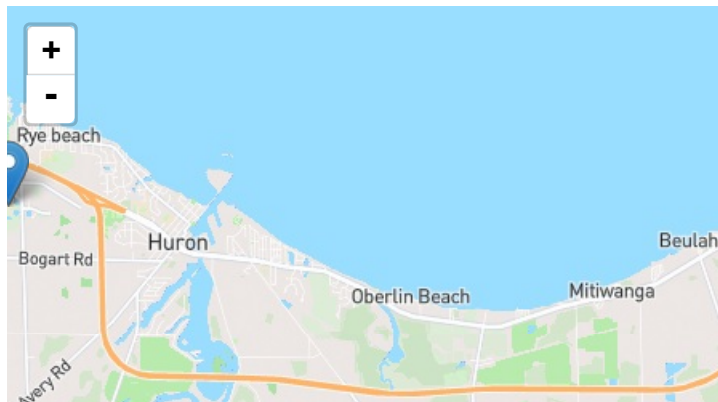 +
-
Rye beach
Huron
Beulah
Bogart Rd
Mitiwanga
Oberlin Beach
Avery Rd